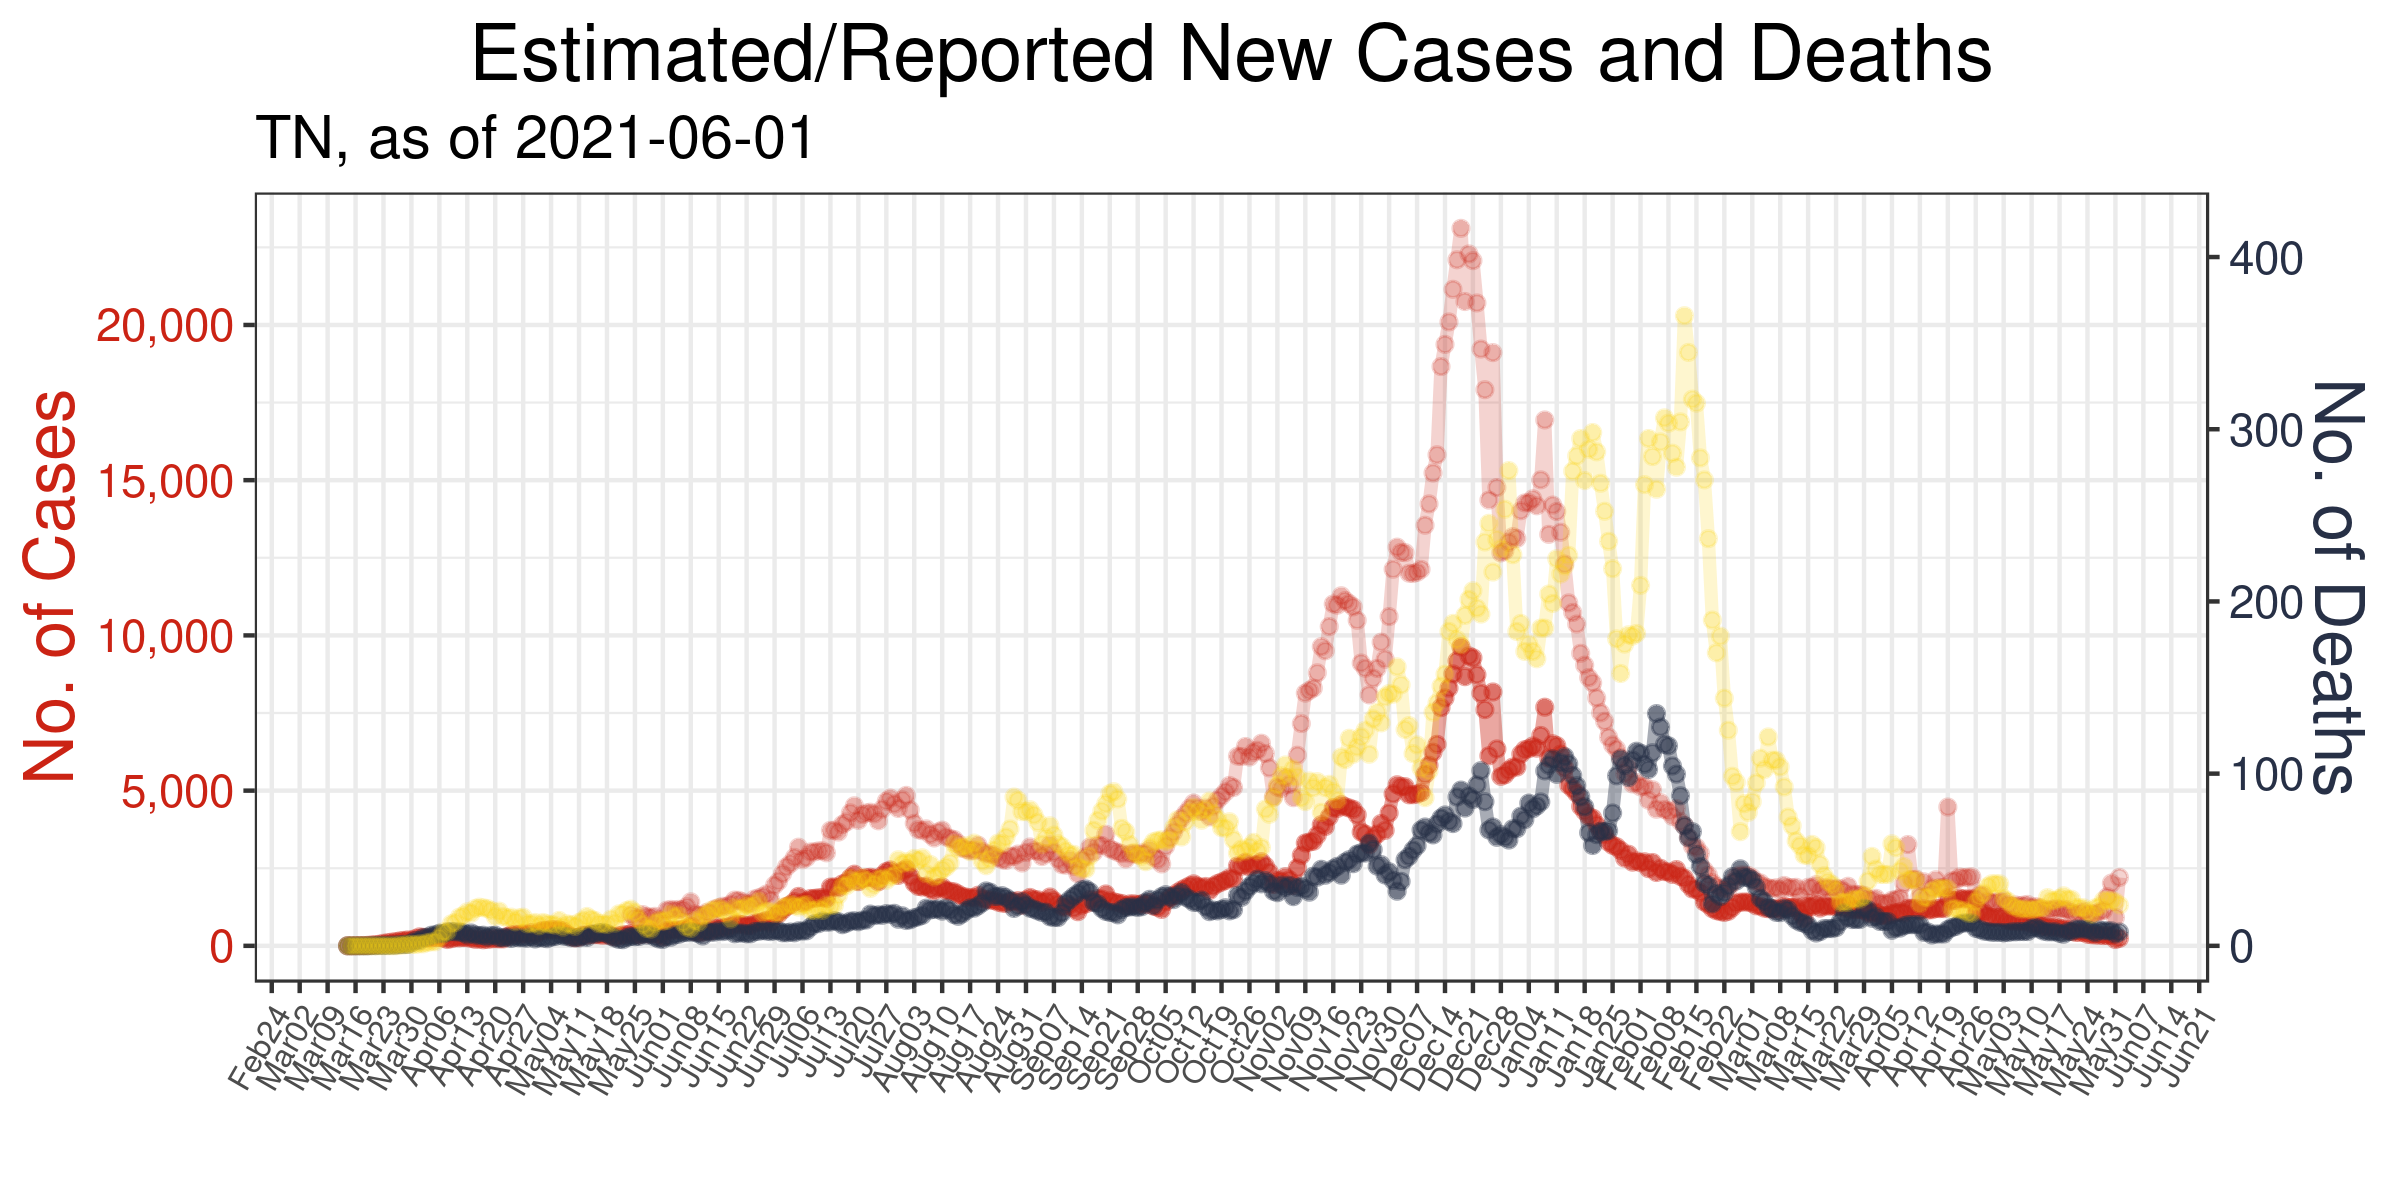 Estimated/Reported New Cases and Deaths
TN, as of 2021-06-01
No. of Cases
20,000
15,000
10,000
5,000
0
400
300
200
100
0
No. of Deaths
Feb24
Mar02
Mar09
Mar16
Mar23
Mar30
Apr06
Apr13
Apr20
Apr27
May04
May11
May18
May25
Jun01
Jun08
Jun15
Jun22
Jun29
Jul06
Jul13
Jul20
Jul27
Aug03
Aug10
Aug17
Aug24
Aug31
Sep07
Sep14
Sep21
Sep28
Oct05
Oct12
Oct19
Oct26
Nov02
Nov09
Nov16
Nov23
Nov30
Dec07
Dec14
Dec21
Dec28
Jan04
Jan11
Jan18
Jan25
Feb01
Feb08
Feb15
Feb22
Mar01
Mar08
Mar15
Mar22
Mar29
Apr05
Apr12
Apr19
Apr26
May03
May10
May17
May24
May31
Jun07
Jun14
Jun21